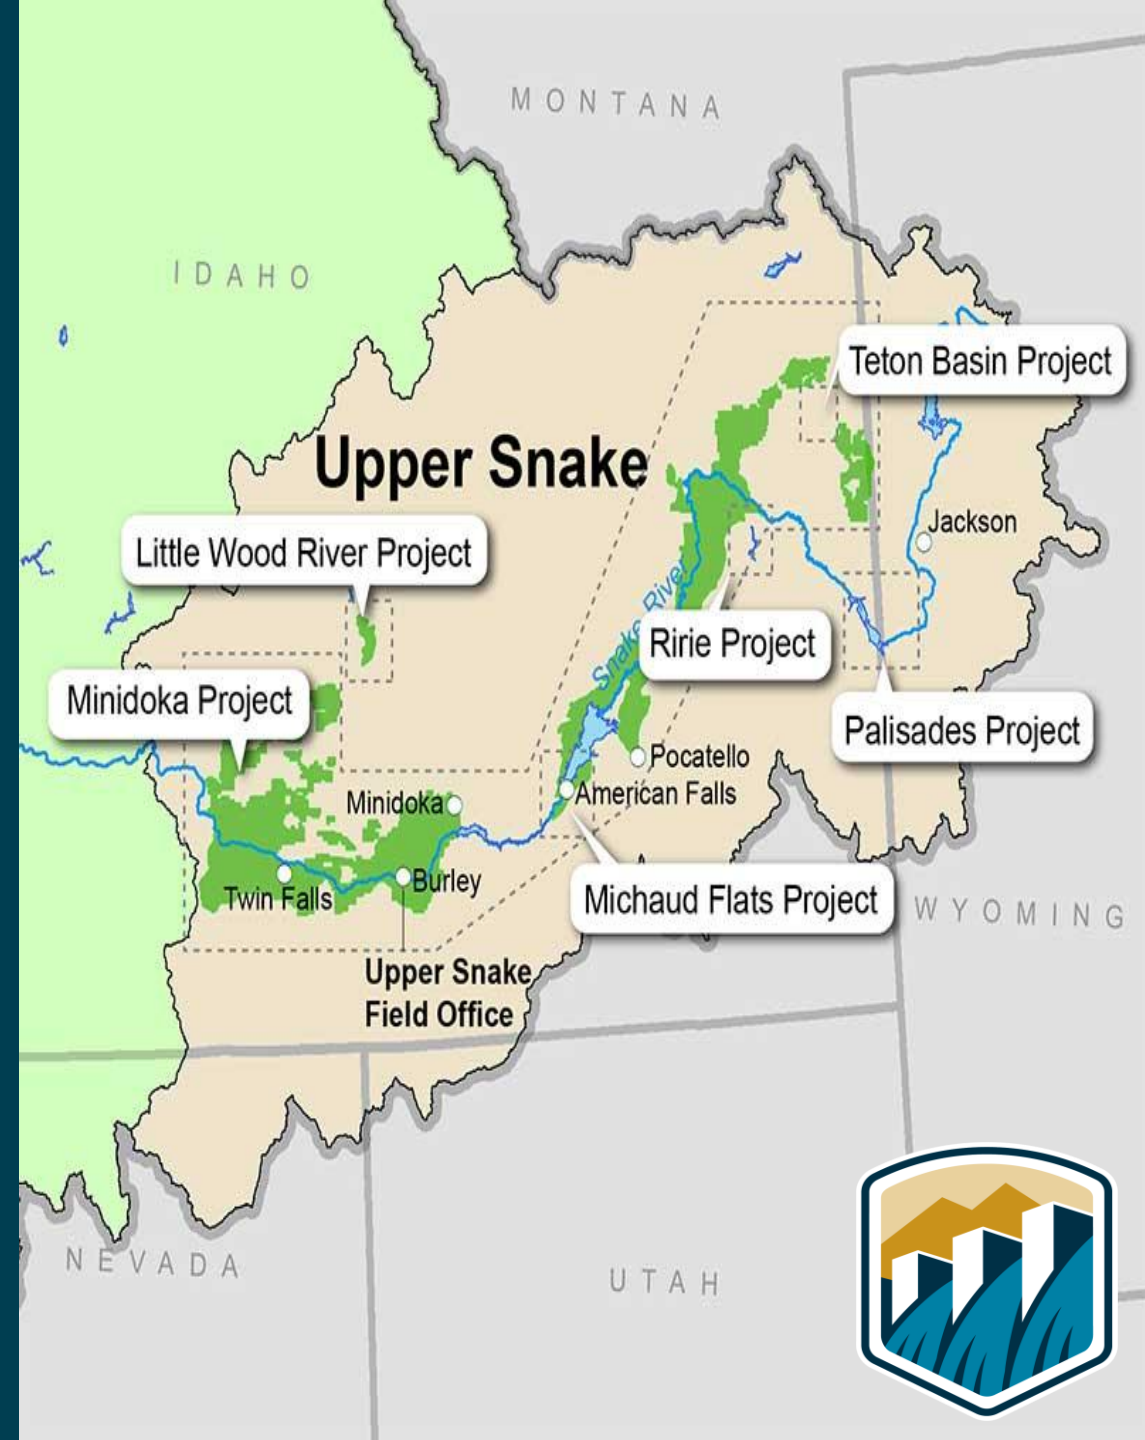 MONTANA
IDAHO
Teton Basin Project
Upper Snake
Jackson
Little Wood River Project
Snake River
Ririe Project
Minidoka Project
Palisades Project
Pocatello
American Falls
Minidoka
Burley
Twin Falls
Michaud Flats Project
WYOMING
Upper Snake
Field Office
NEVADA
UTAH